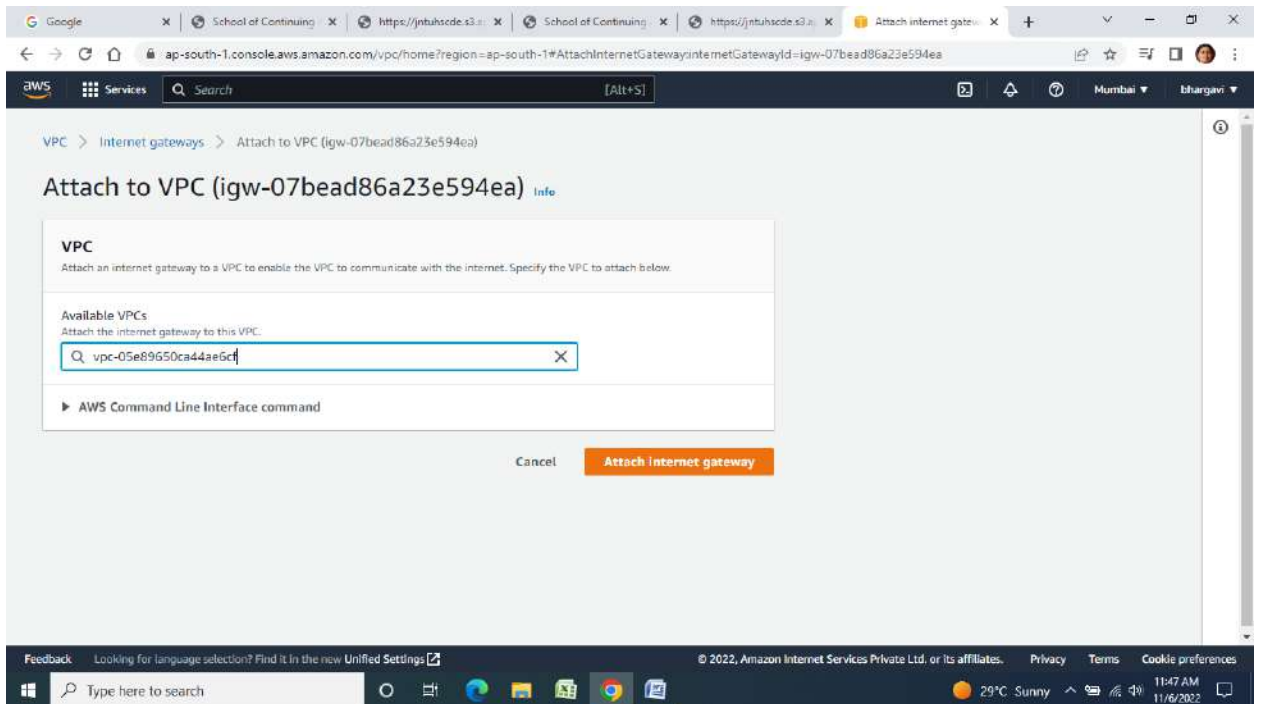 Google
School of Continuing
https://jntuhscde.s3.a
School of Continuing
https://jntuhscde.s3.a
Attach internet gatew
ap-south-1.console.aws.amazon.com/vpc/home?region=ap-south-1#AttachInternetGateway:internetGatewayId=igw-07bead86a23e594ea
aws
Services
Search
[Alt+S]
Mumbai
bhargavi
VPC > Internet gateways > Attach to VPC (igw-07bead86a23e594ea)
Attach to VPC (igw-07bead86a23e594ea) Info
VPC
Attach an internet gateway to a VPC to enable the VPC to communicate with the internet. Specify the VPC to attach below.
Available VPCs
Attach the internet gateway to this VPC.
vpc-05e89650ca44ae6cf
AWS Command Line Interface command
Cancel
Attach internet gateway
Feedback
Looking for language selection? Find it in the new Unified Settings
© 2022, Amazon Internet Services Private Ltd. or its affiliates.
Privacy
Terms
Cookie preferences
Type here to search
29°C Sunny
11:47 AM
11/6/2022